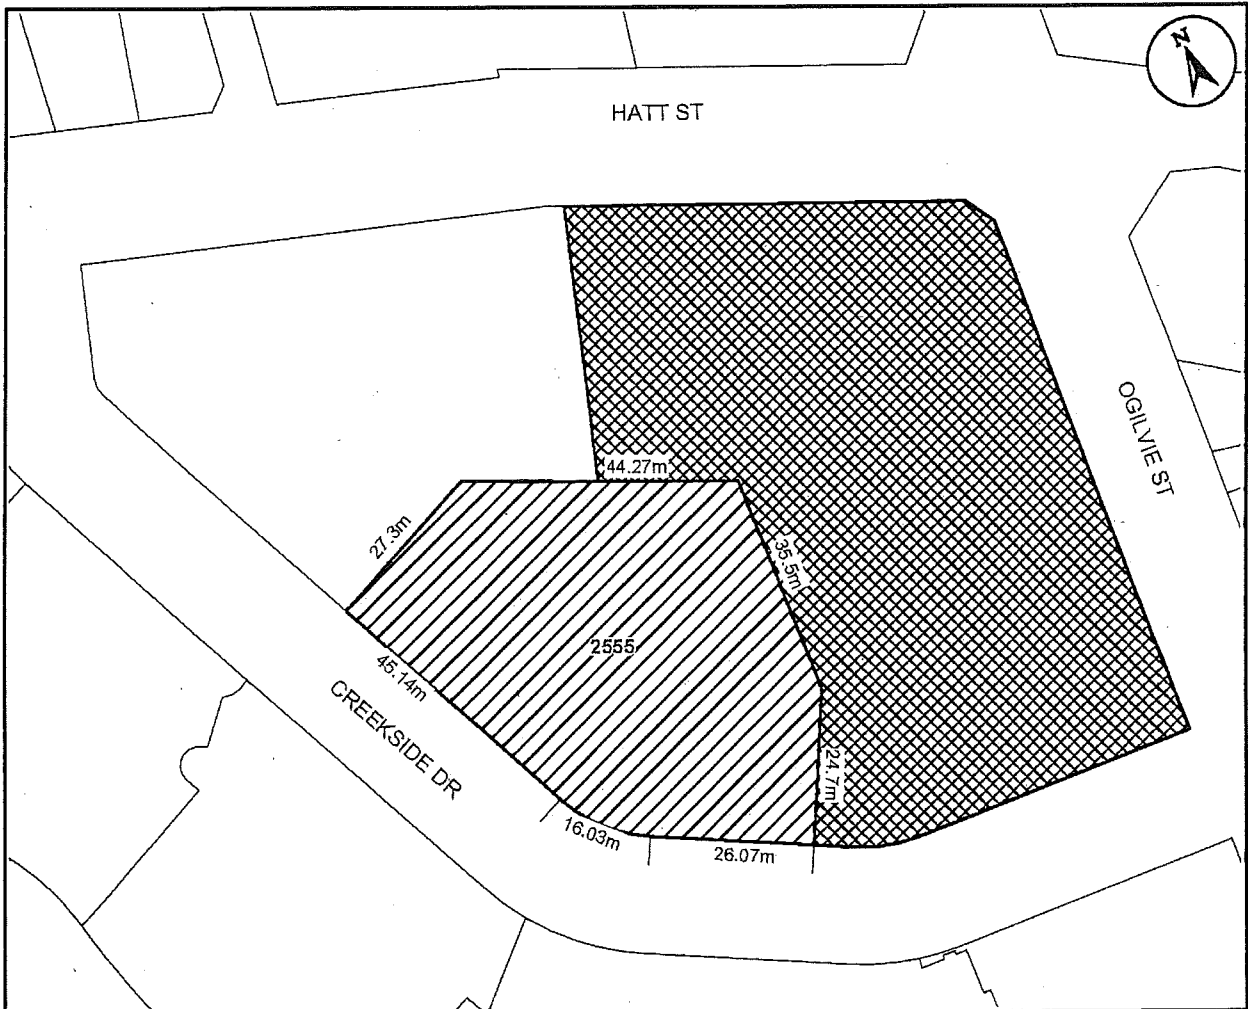 N
HATT ST
OGILVIE ST
44.27m
27.3m
35.5m
2555
45.14m
CREEKSIDE DR
24.7m
16.03m
26.07m